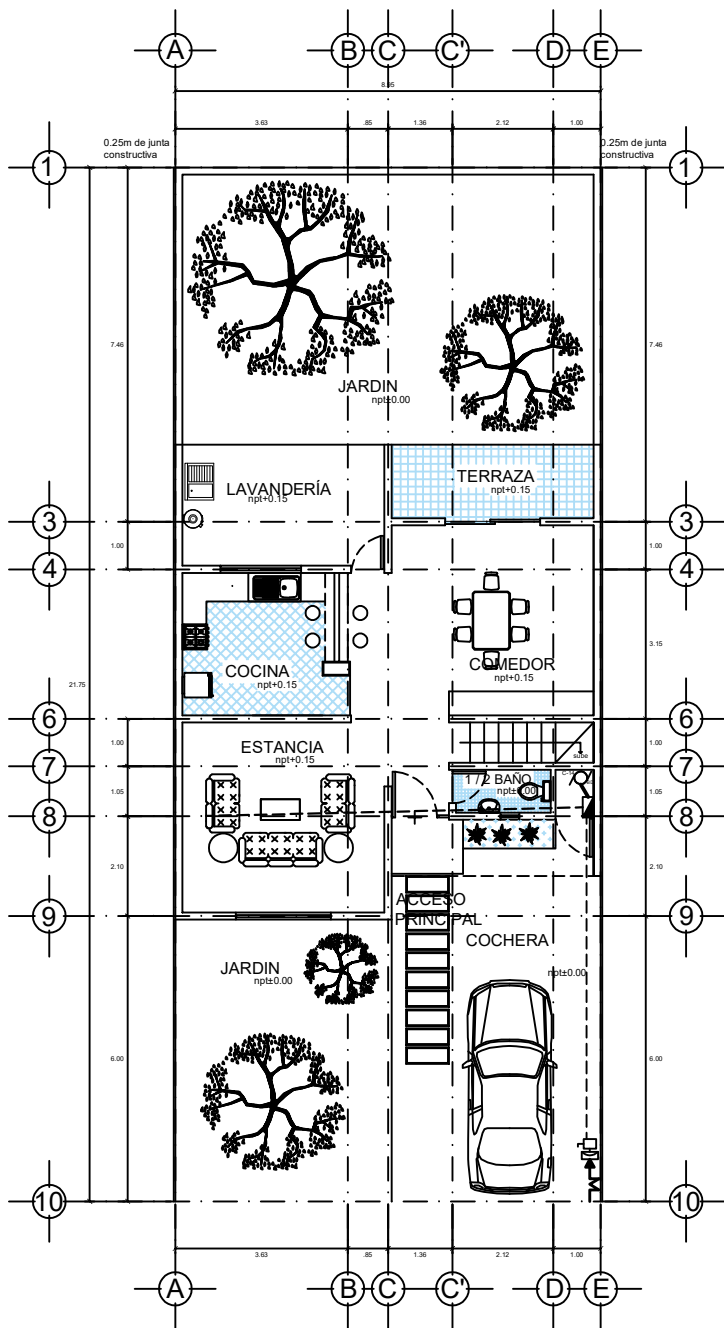 A B C C' D E
8.95
3.63 .85 1.36 2.12 1.00
0.25m de junta
constructiva
0.25m de junta
constructiva
1 1
7.46 7.46
JARDIN
npt±0.00
LAVANDERÍA
npt+0.15
TERRAZA
npt+0.15
3 3
1.00 1.00
4 4
3.15
COCINA
npt+0.15
COMEDOR
npt+0.15
21.75
6 6
ESTANCIA
npt+0.15
1.00 1.00
sube
7 7
1 / 2 BAÑO
npt±0.00
1.05 1.05
8 8
2.10 2.10
ACCESO
PRINCIPAL
9 9
COCHERA
npt±0.00
JARDIN
npt±0.00
6.00 6.00
M
10 10
3.63 .85 1.36 2.12 1.00
A B C C' D E